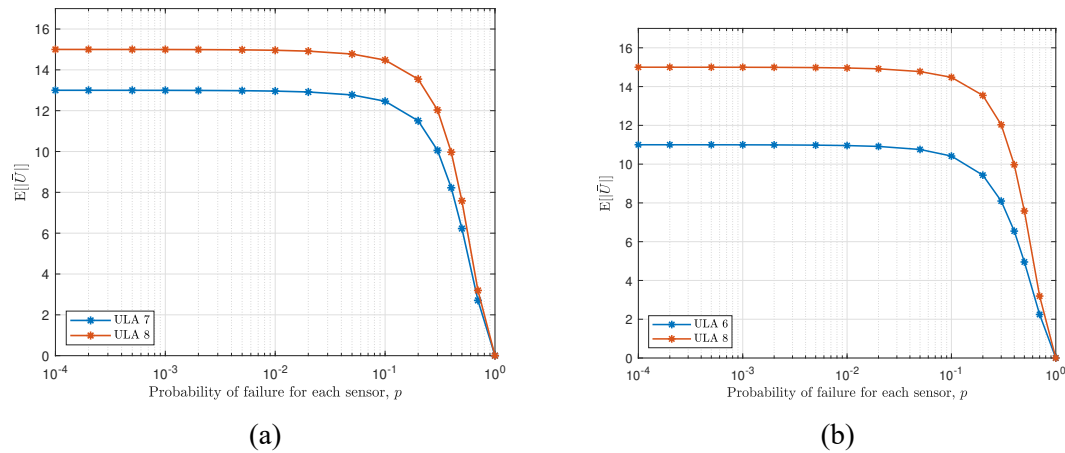 16
14
12
10
8
6
4
2
0
E[|Ū|]
ULA 7
ULA 8
10^-4
10^-3
10^-2
10^-1
10^0
Probability of failure for each sensor, p
(a)
16
14
12
10
8
6
4
2
0
E[|Ū|]
ULA 6
ULA 8
10^-4
10^-3
10^-2
10^-1
10^0
Probability of failure for each sensor, p
(b)